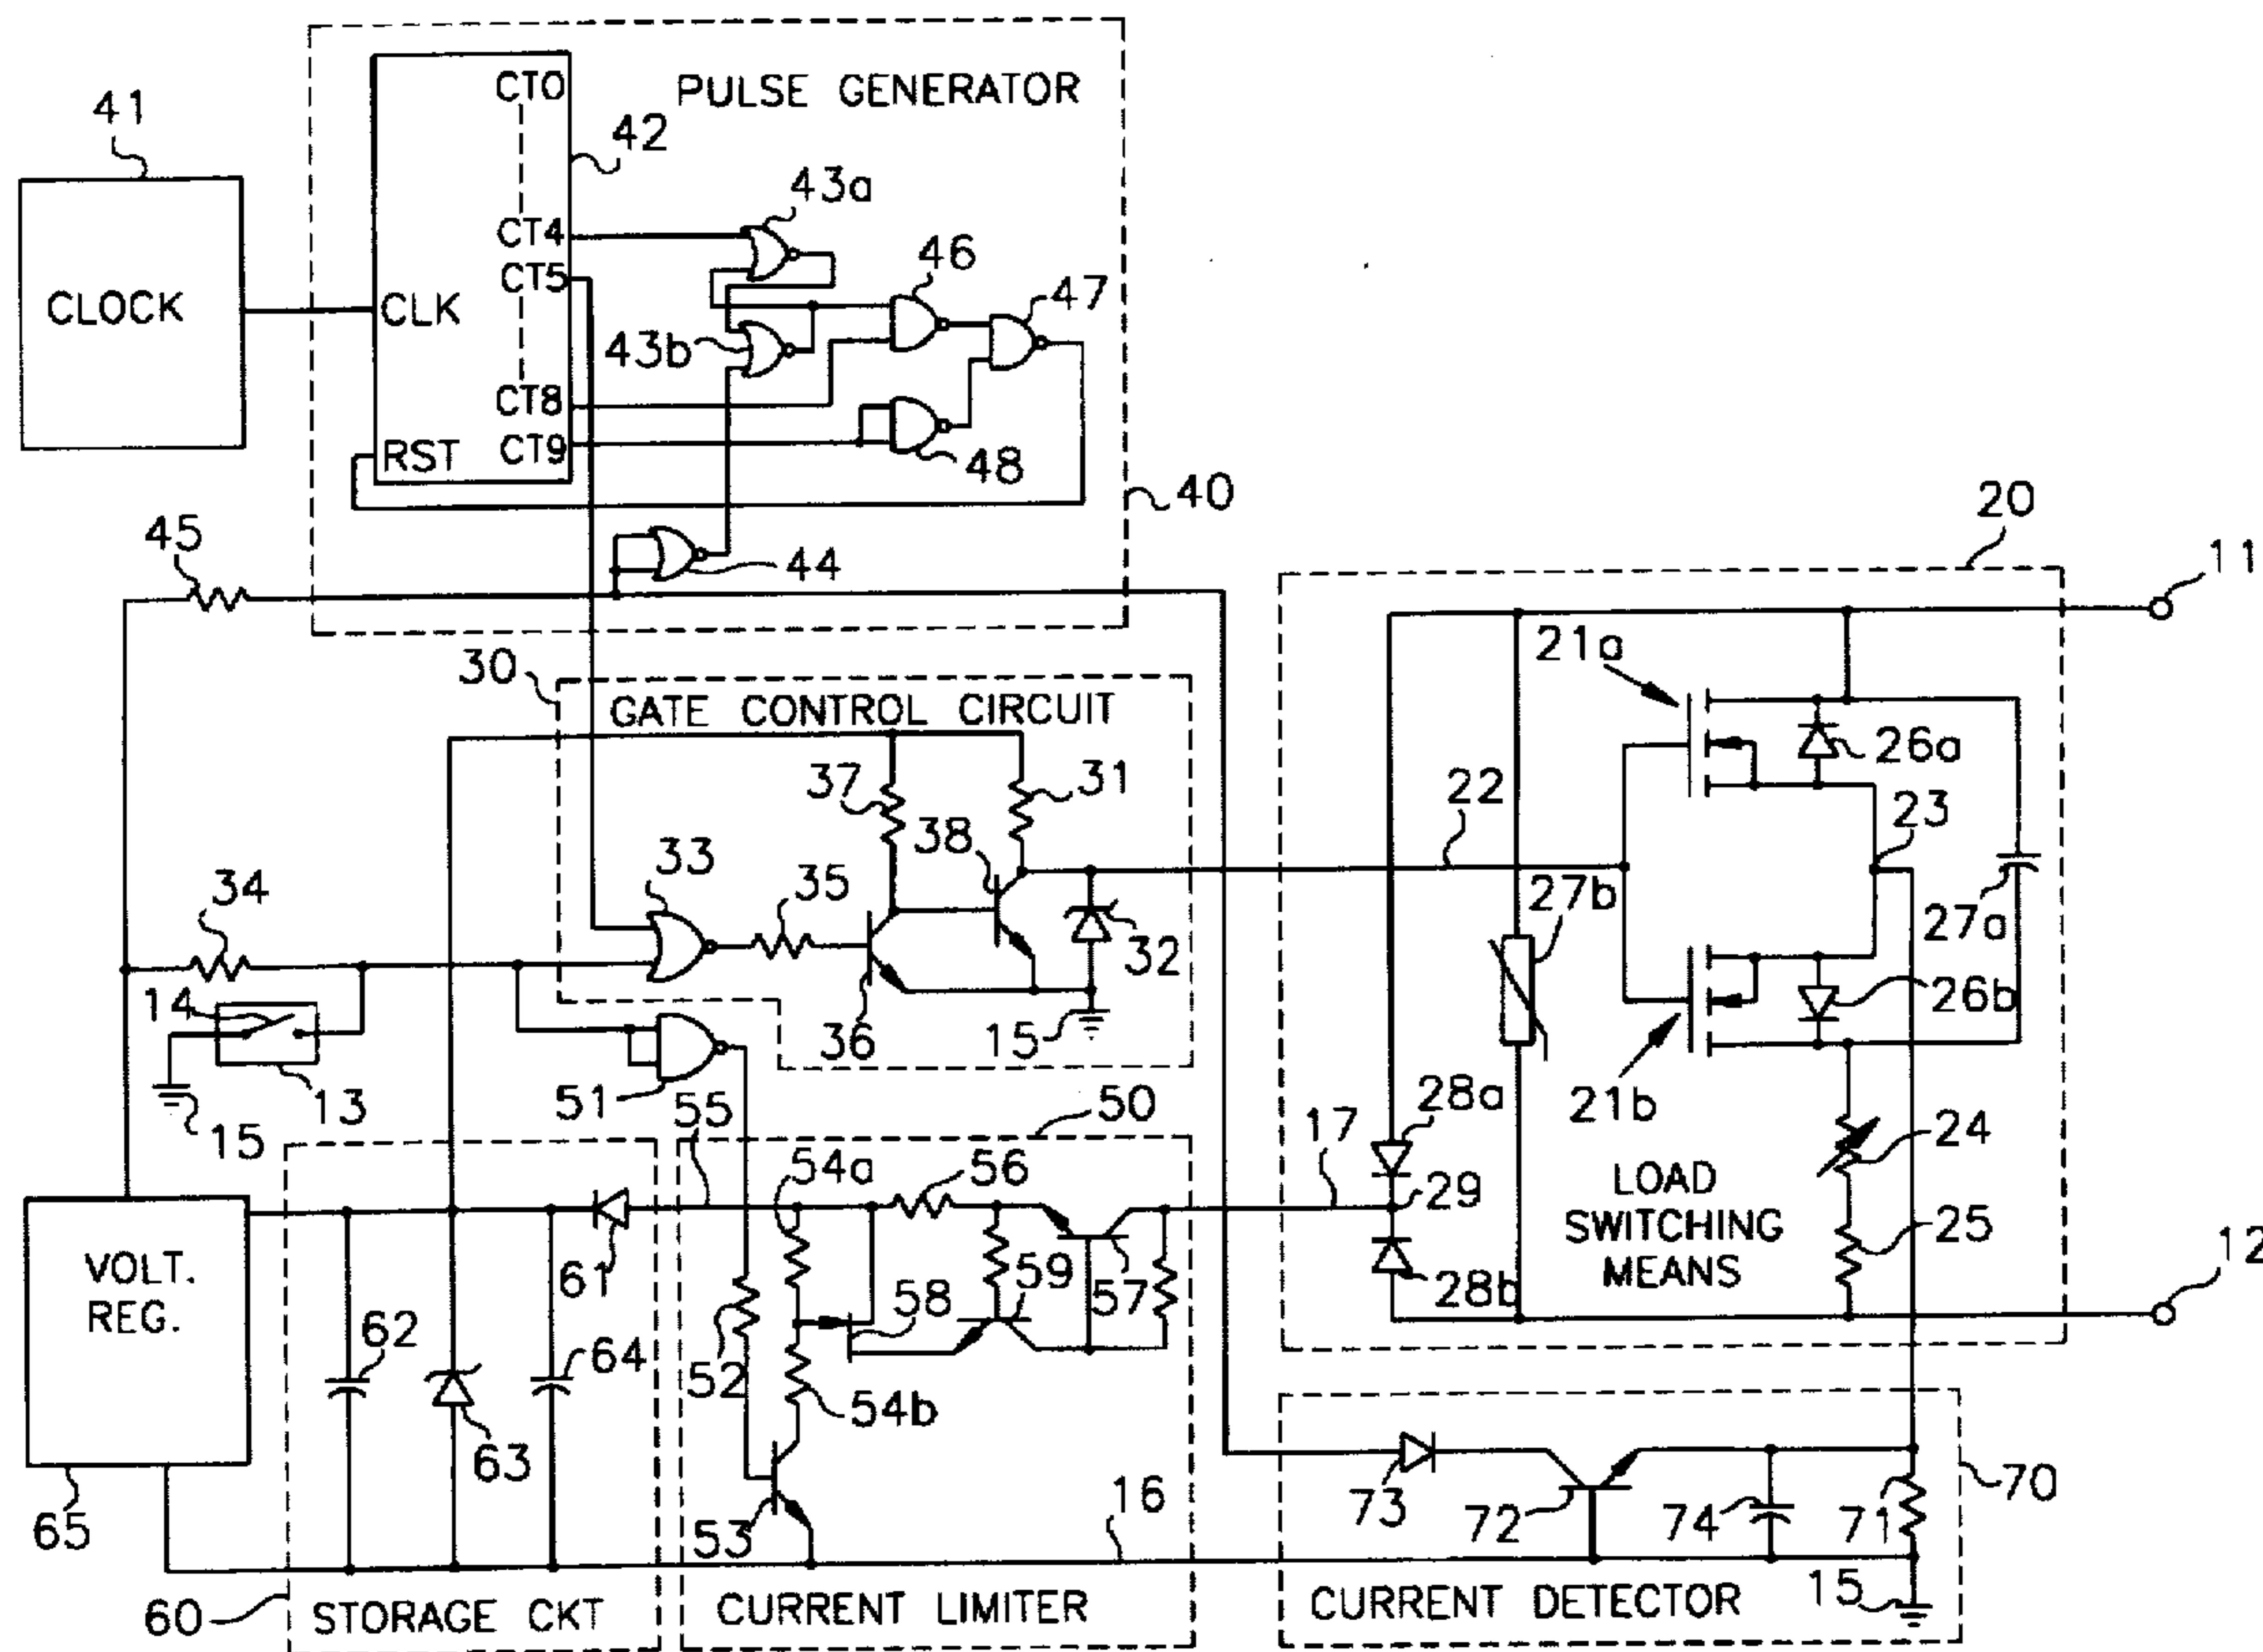 PULSE GENERATOR
41
CLOCK
CT0
42
CT4
CT5
CLK
CT8
RST
CT9
43a
46
47
43b
48
40
45
44
20
11
30
GATE CONTROL CIRCUIT
21a
26a
37
31
22
23
38
33
35
34
32
27b
27a
14
26b
36
15
13
51
15
55
50
17
28a
21b
24
54a
56
29
LOAD
SWITCHING
MEANS
25
12
VOLT.
REG.
61
59
57
28b
58
62
64
52
54b
63
65
53
16
73
72
74
71
70
15
60
STORAGE CKT
CURRENT LIMITER
CURRENT DETECTOR